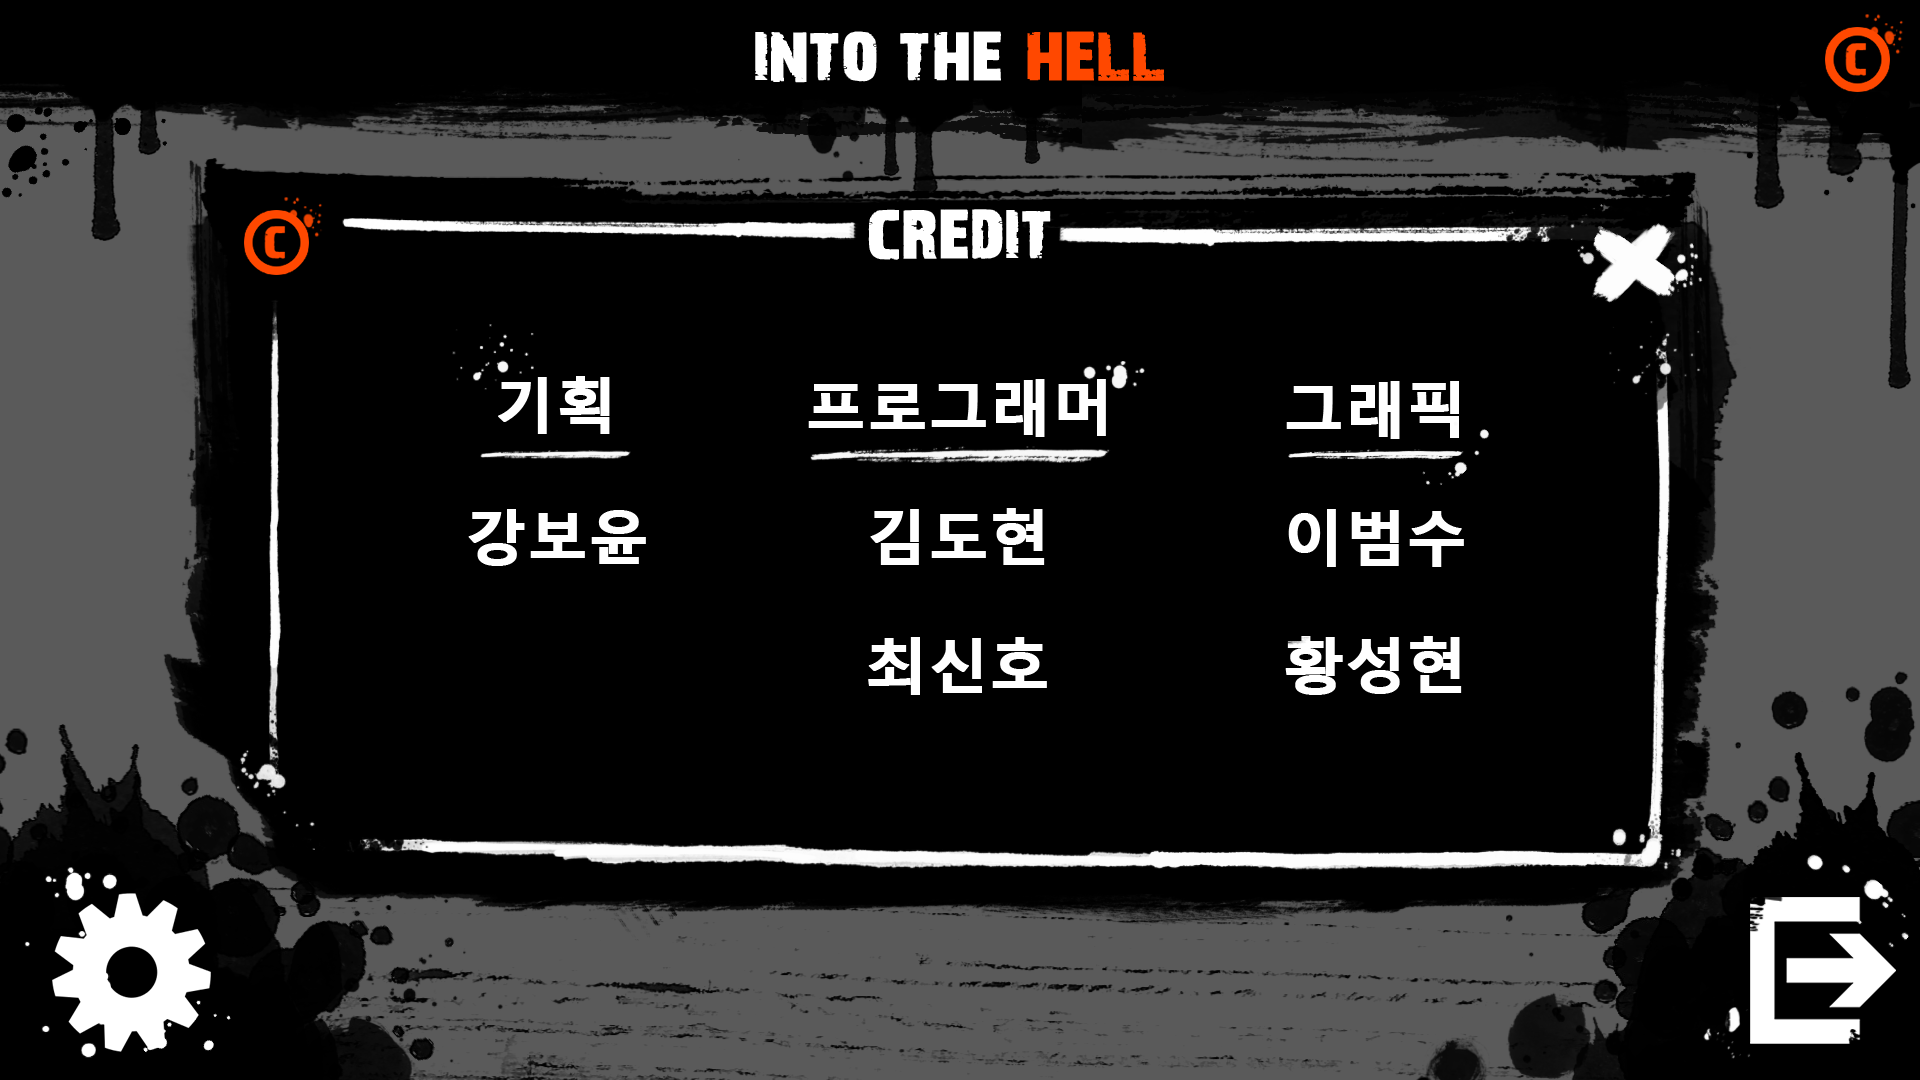 INTO THE HELL
C
C
CREDIT
기획 프로그래머 그래픽
강보윤 김도현 이범수
최신호 황성현